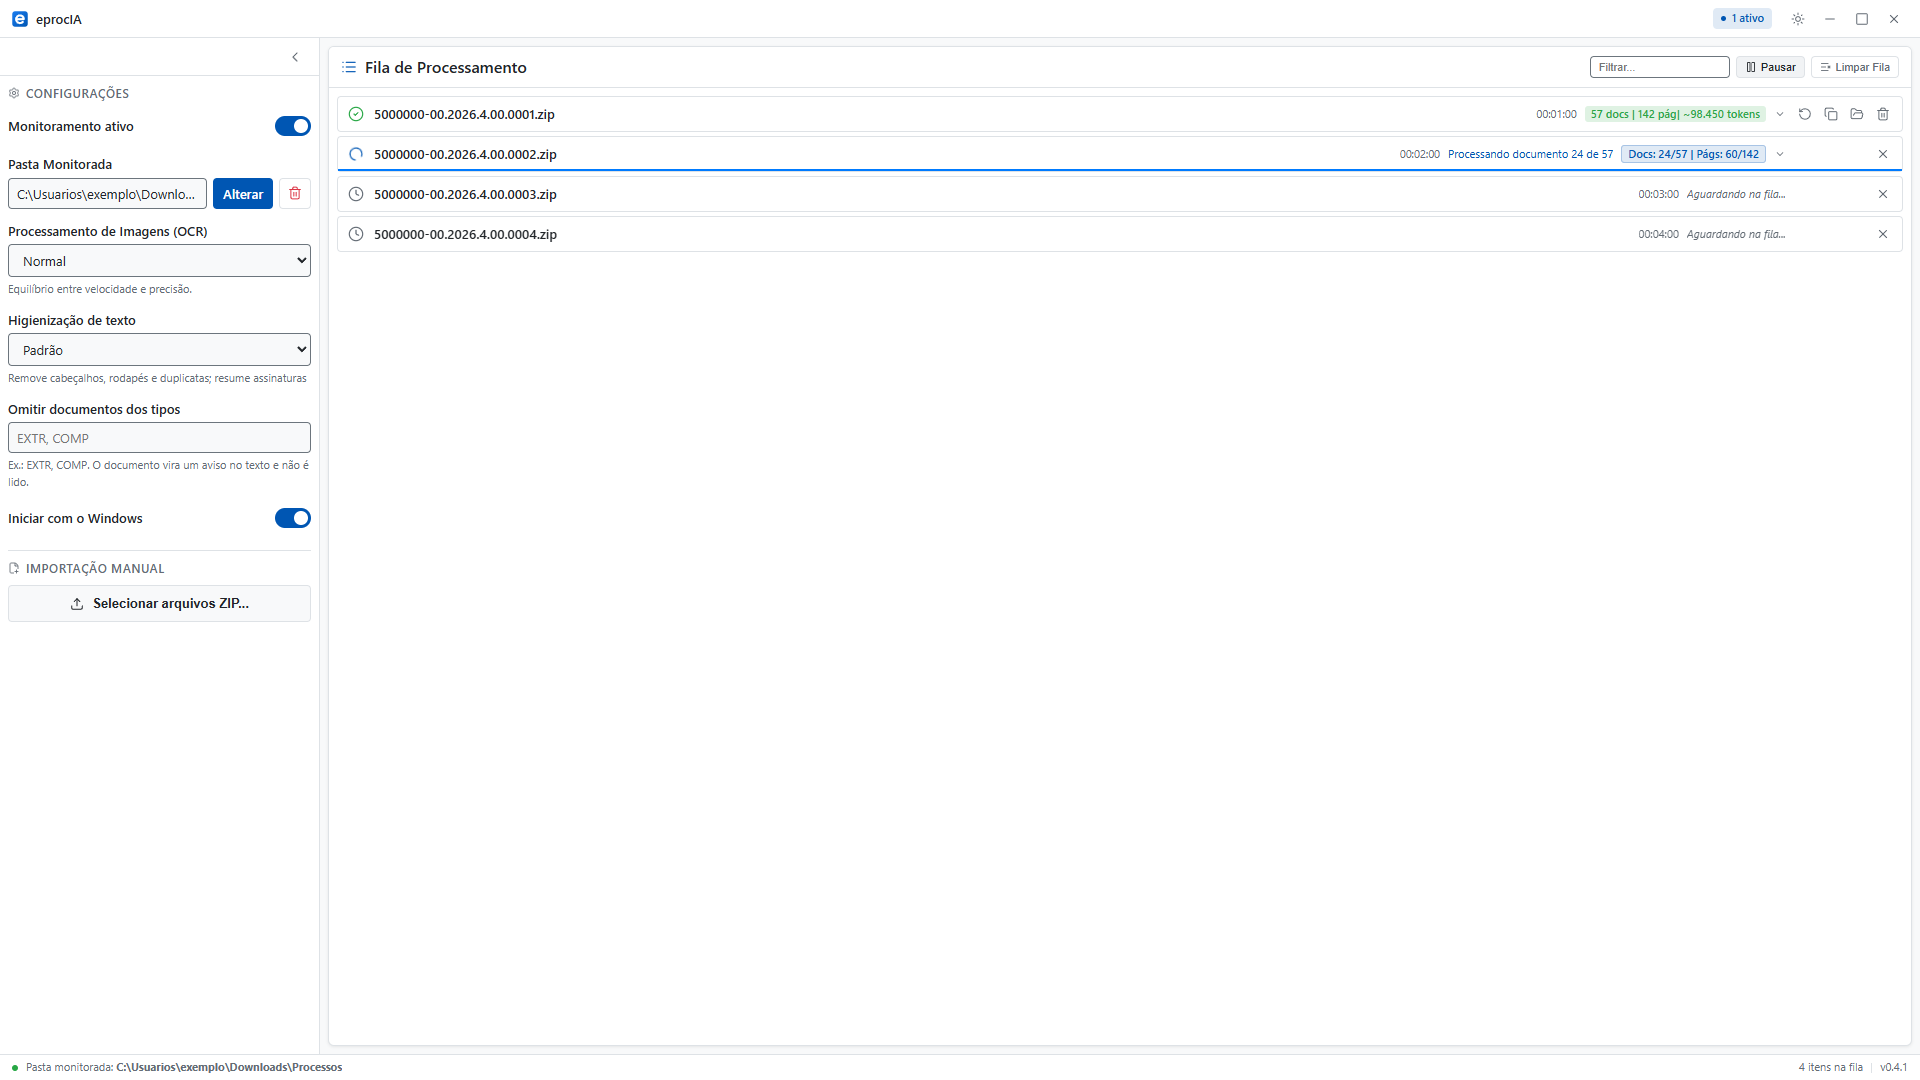 eprocIA
1 ativo
CONFIGURAÇÕES
Monitoramento ativo
Pasta Monitorada
C:\Usuarios\exemplo\Downlo...
Alterar
Processamento de Imagens (OCR)
Normal
Equilíbrio entre velocidade e precisão.
Higienização de texto
Padrão
Remove cabeçalhos, rodapés e duplicatas; resume assinaturas
Omitir documentos dos tipos
EXTR, COMP
Ex.: EXTR, COMP. O documento vira um aviso no texto e não é
lido.
Iniciar com o Windows
IMPORTAÇÃO MANUAL
Selecionar arquivos ZIP...
Fila de Processamento
Filtrar...
Pausar
Limpar Fila
5000000-00.2026.4.00.0001.zip 00:01:00 57 docs | 142 pág| ~98.450 tokens
5000000-00.2026.4.00.0002.zip 00:02:00 Processando documento 24 de 57 Docs: 24/57 | Págs: 60/142
5000000-00.2026.4.00.0003.zip 00:03:00 Aguardando na fila...
5000000-00.2026.4.00.0004.zip 00:04:00 Aguardando na fila...
Pasta monitorada: C:\Usuarios\exemplo\Downloads\Processos
4 itens na fila
v0.4.1